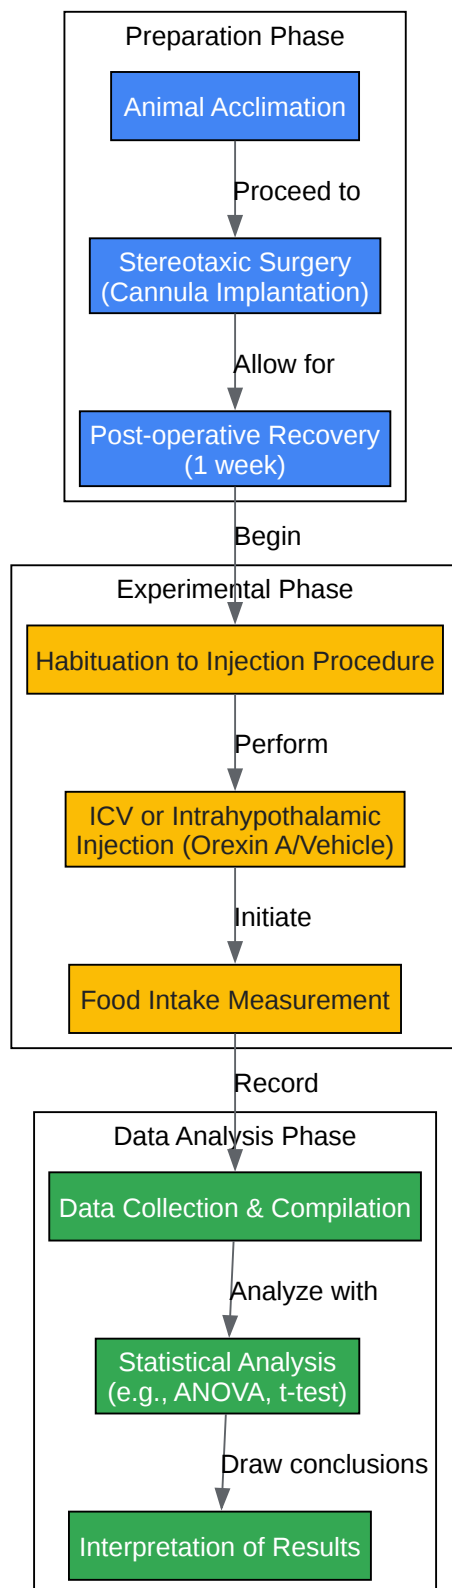 Preparation Phase
Animal Acclimation
Proceed to
Stereotaxic Surgery
(Cannula Implantation)
Allow for
Post-operative Recovery
(1 week)
Begin
Experimental Phase
Habituation to Injection Procedure
Perform
ICV or Intrahypothalamic
Injection (Orexin A/Vehicle)
Initiate
Food Intake Measurement
Record
Data Analysis Phase
Data Collection & Compilation
Analyze with
Statistical Analysis
(e.g., ANOVA, t-test)
Draw conclusions
Interpretation of Results